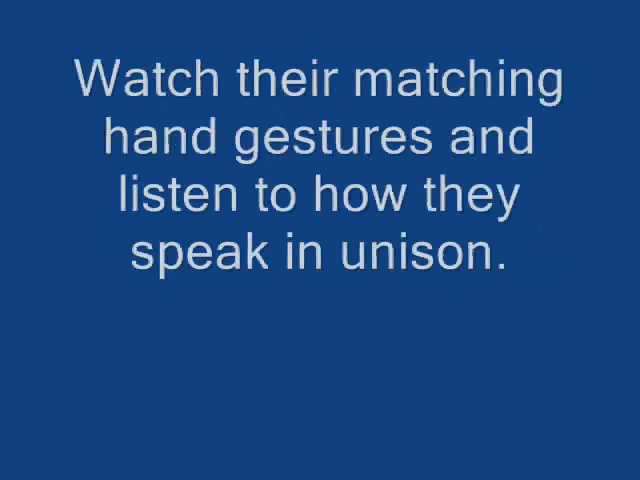 Watch their matching
hand gestures and
listen to how they
speak in unison.